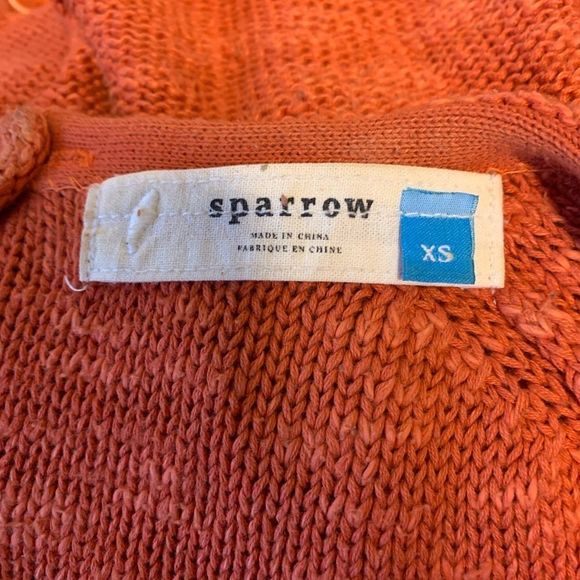 sparrow
MADE IN CHINA
FABRIQUE EN CHINE
XS